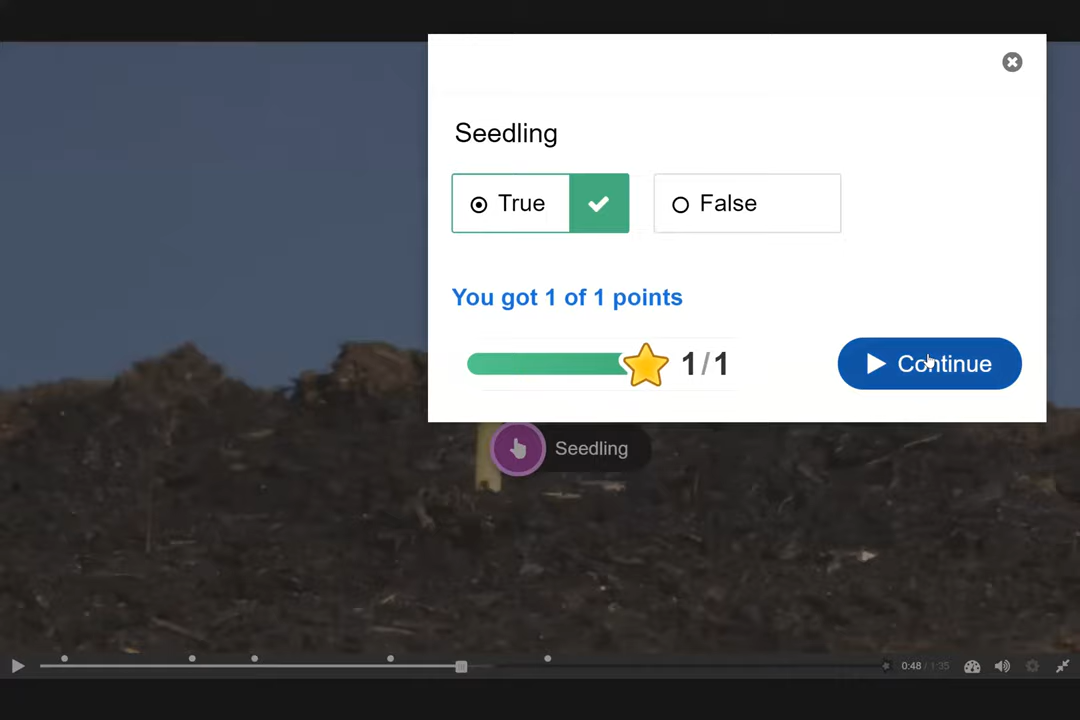 Seedling
True
False
You got 1 of 1 points
1/1
Continue
Seedling
0:48 / 1:35